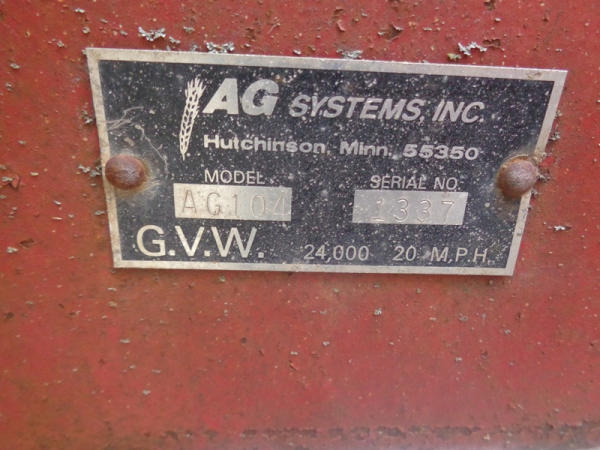 AG SYSTEMS, INC.
Hutchinson, Minn. 55350
MODEL SERIAL NO.
AG104 1337
G.V.W. 24,000 20 M.P.H.